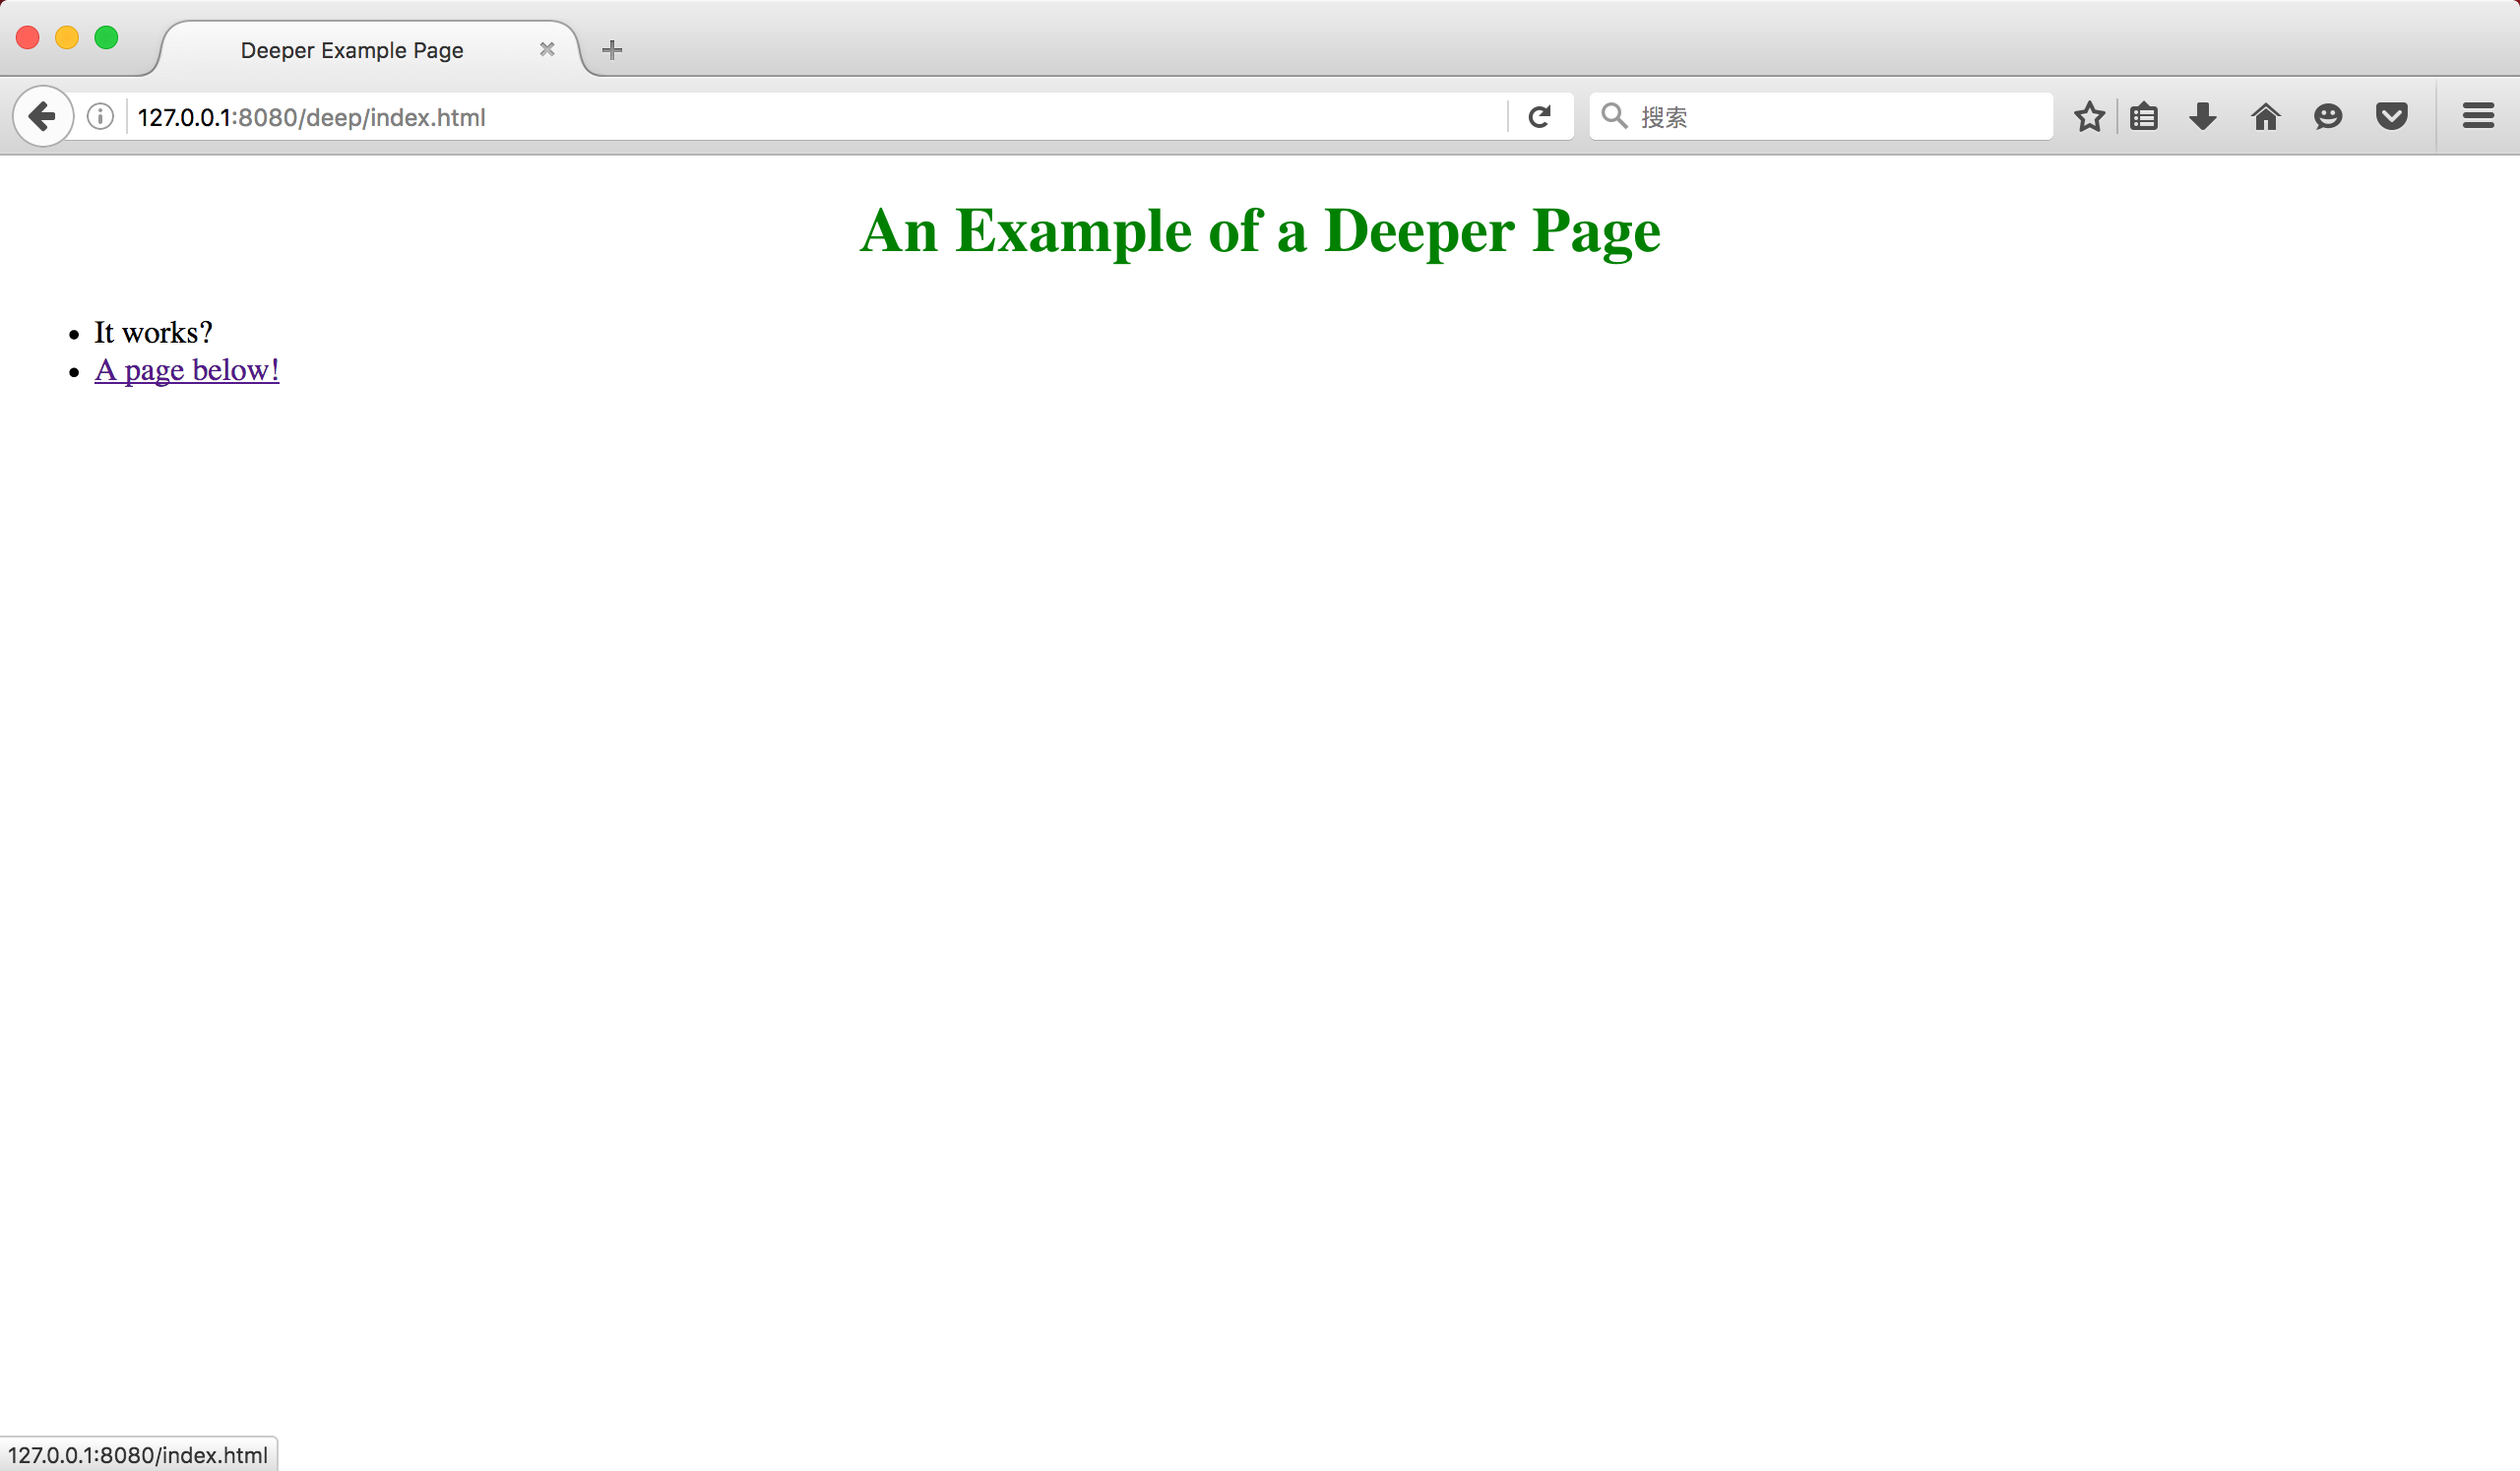 Deeper Example Page
127.0.0.1:8080/deep/index.html
搜索
An Example of a Deeper Page
It works?
A page below!
127.0.0.1:8080/index.html